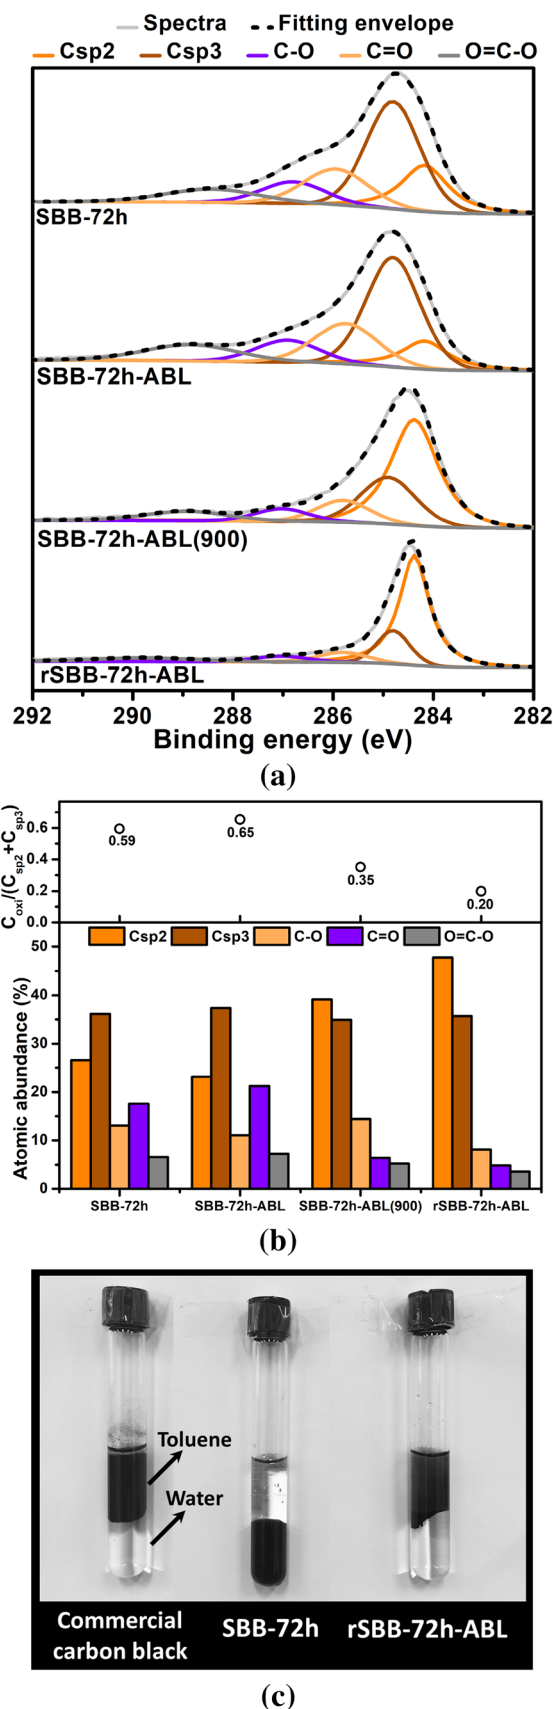 Spectra Fitting envelope
Csp2 Csp3 C-O C=O O=C-O
SBB-72h
SBB-72h-ABL
SBB-72h-ABL(900)
rSBB-72h-ABL
292 290 288 286 284 282
Binding energy (eV)
(a)
Coxi/(Csp2+Csp3)
0.6
0.4
0.2
0.0
0.59
0.65
0.35
0.20
Csp2 Csp3 C-O C=O O=C-O
Atomic abundance (%)
50
40
30
20
10
0
SBB-72h SBB-72h-ABL SBB-72h-ABL(900) rSBB-72h-ABL
(b)
Toluene
Water
Commercial
carbon black
SBB-72h
rSBB-72h-ABL
(c)